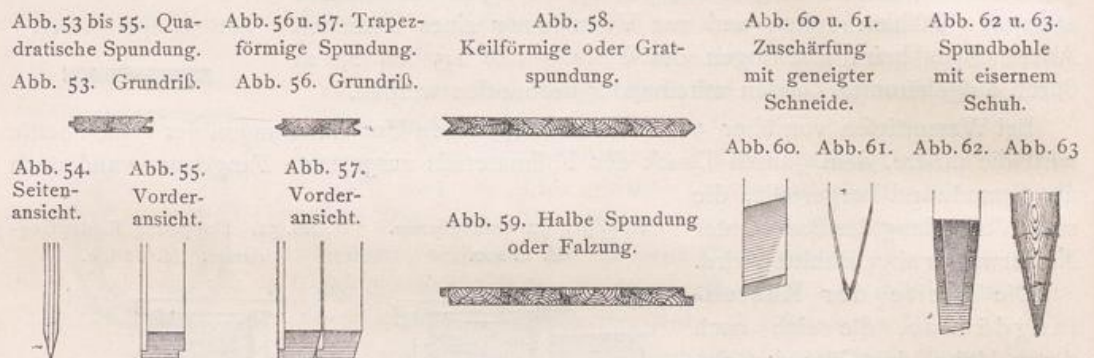 Abb. 53 bis 55. Qua-
dratische Spundung.
Abb. 53. Grundriß.
Abb. 54.
Seiten-
ansicht.
Abb. 55.
Vorder-
ansicht.
Abb. 56 u. 57. Trapez-
förmige Spundung.
Abb. 56. Grundriß.
Abb. 57.
Vorder-
ansicht.
Abb. 58.
Keilförmige oder Grat-
spundung.
Abb. 59. Halbe Spundung
oder Falzung.
Abb. 60 u. 61.
Zuschärfung
mit geneigter
Schneide.
Abb. 60. Abb. 61.
Abb. 62 u. 63.
Spundbohle
mit eisernem
Schuh.
Abb. 62. Abb. 63